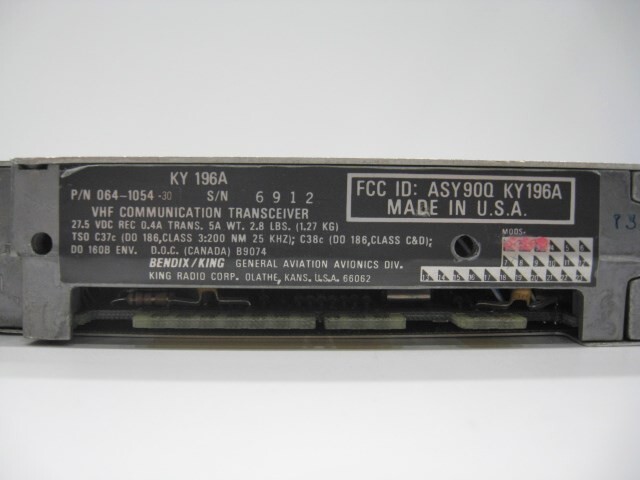 KY 196A
P/N 064-1054-30 S/N 6912
VHF COMMUNICATION TRANSCEIVER
27.5 VDC REC 0.4A TRANS. 5A WT. 2.8 LBS. (1.27 KG)
TSO C37c (DO 186,CLASS 3:200 NM 25 KHZ); C38c (DO 186,CLASS C&D);
DO 160B ENV. D.O.C. (CANADA) B9074
BENDIX/KING GENERAL AVIATION AVIONICS DIV.
KING RADIO CORP. OLATHE, KANS. U.S.A. 66062
FCC ID: ASY90Q KY196A
MADE IN U.S.A.
MODS-